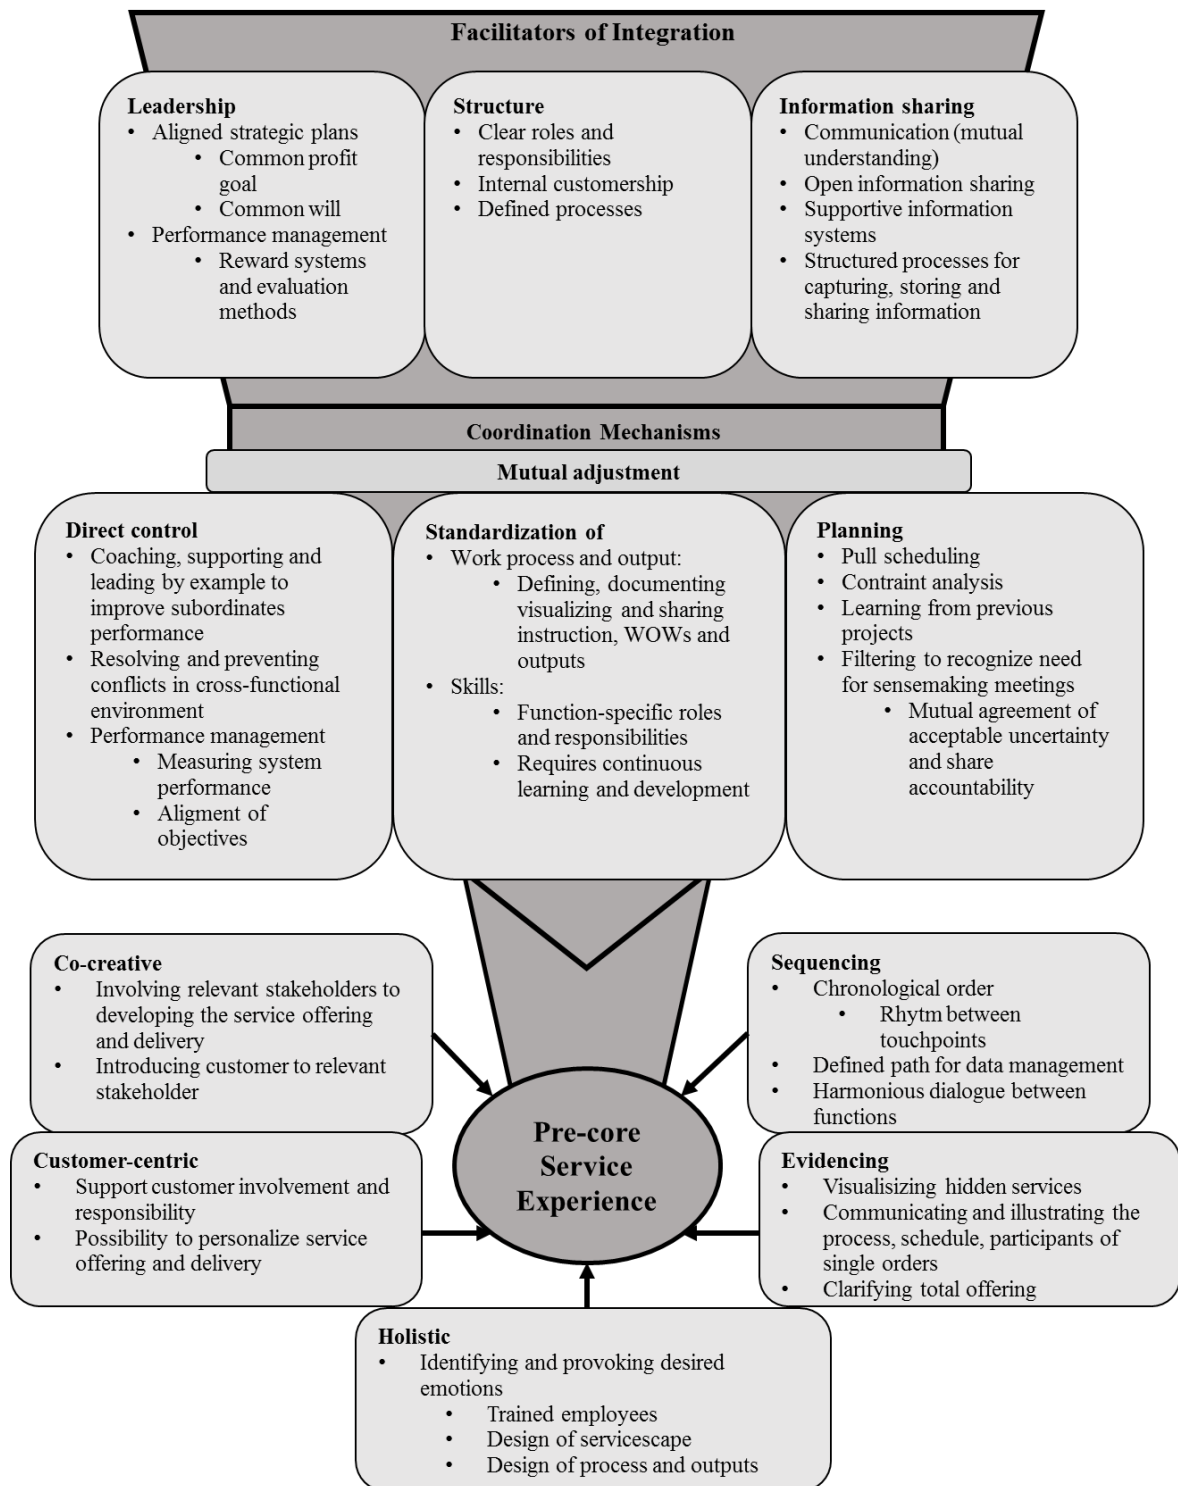 Facilitators of Integration
Leadership
• Aligned strategic plans
• Common profit
goal
• Common will
• Performance management
• Reward systems
and evaluation
methods
Structure
• Clear roles and
responsibilities
• Internal customership
• Defined processes
Information sharing
• Communication (mutual
understanding)
• Open information sharing
• Supportive information
systems
• Structured processes for
capturing, storing and
sharing information
Coordination Mechanisms
Mutual adjustment
Direct control
• Coaching, supporting and
leading by example to
improve subordinates
performance
• Resolving and preventing
conflicts in cross-functional
environment
• Performance management
• Measuring system
performance
• Aligment of
objectives
Standardization of
• Work process and output:
• Defining, documenting
visualizing and sharing
instruction, WOWs and
outputs
• Skills:
• Function-specific roles
and responsibilities
• Requires continuous
learning and development
Planning
• Pull scheduling
• Contraint analysis
• Learning from previous
projects
• Filtering to recognize need
for sensemaking meetings
• Mutual agreement of
acceptable uncertainty
and share
accountability
Co-creative
• Involving relevant stakeholders to
developing the service offering
and delivery
• Introducing customer to relevant
stakeholder
Sequencing
• Chronological order
• Rhytm between
touchpoints
• Defined path for data management
• Harmonious dialogue between
functions
Pre-core
Service
Experience
Customer-centric
• Support customer involvement and
responsibility
• Possibility to personalize service
offering and delivery
Evidencing
• Visualisizing hidden services
• Communicating and illustrating the
process, schedule, participants of
single orders
• Clarifying total offering
Holistic
• Identifying and provoking desired
emotions
• Trained employees
• Design of servicescape
• Design of process and outputs